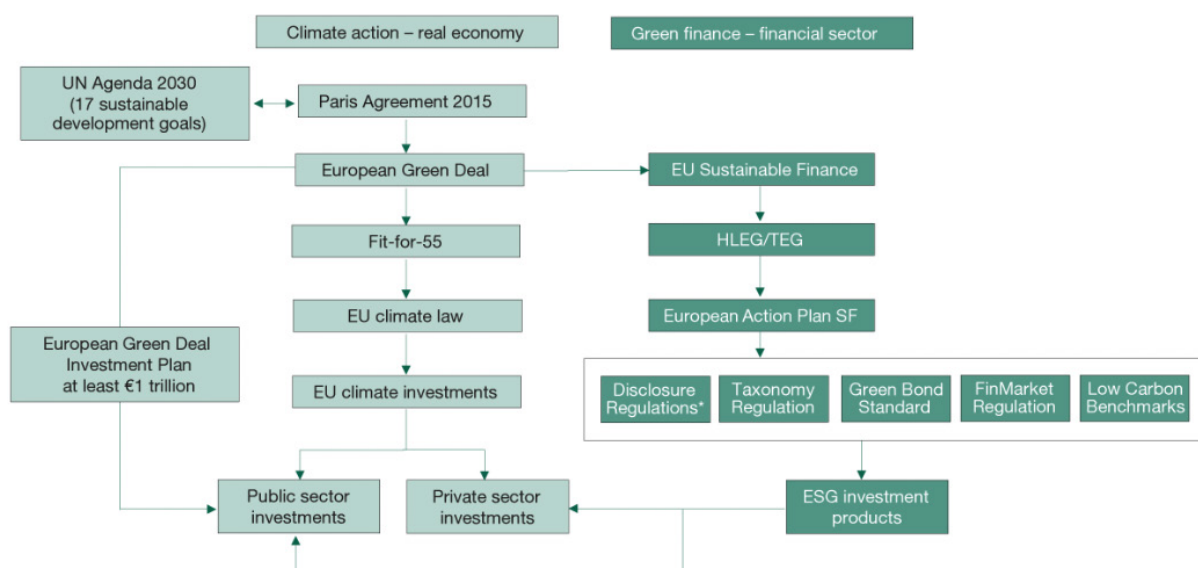 Climate action – real economy
Green finance – financial sector
UN Agenda 2030
(17 sustainable
development goals)
Paris Agreement 2015
European Green Deal
EU Sustainable Finance
Fit-for-55
HLEG/TEG
EU climate law
European Action Plan SF
European Green Deal
Investment Plan
at least €1 trillion
EU climate investments
Disclosure
Regulations*
Taxonomy
Regulation
Green Bond
Standard
FinMarket
Regulation
Low Carbon
Benchmarks
Public sector
investments
Private sector
investments
ESG investment
products